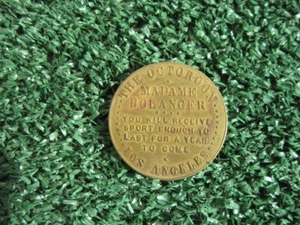 THE OCTOROON
MADAME
BOLANGER
YOU WILL RECEIVE
SPORT ENOUGH TO
LAST FOR A YEAR
TO COME
LOS ANGELES